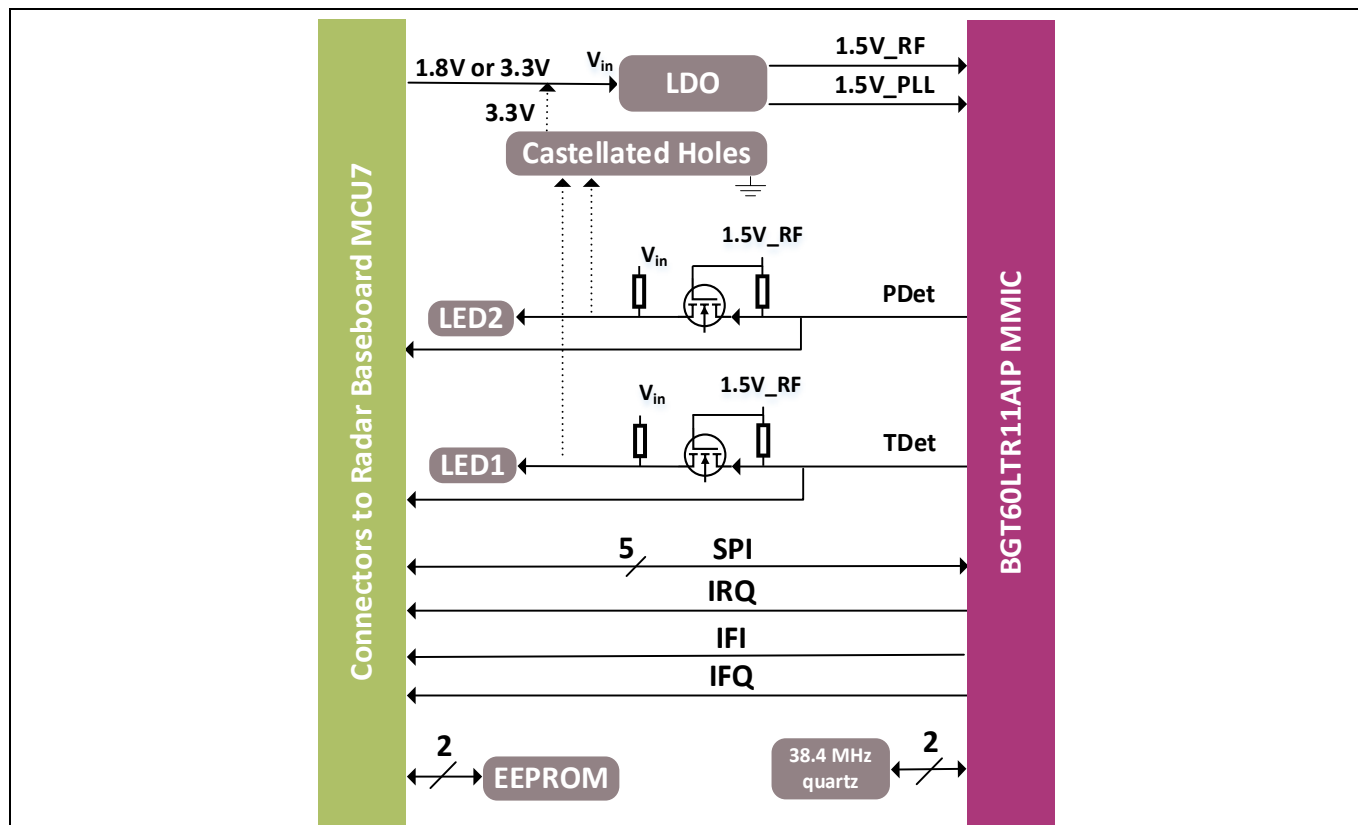 Connectors to Radar Baseboard MCU7
1.8V or 3.3V
Vin
LDO
1.5V_RF
1.5V_PLL
3.3V
Castellated Holes
Vin
1.5V_RF
PDet
LED2
Vin
1.5V_RF
TDet
LED1
5
SPI
IRQ
IFI
IFQ
2
EEPROM
38.4 MHz
quartz
2
BGT60LTR11AIP MMIC